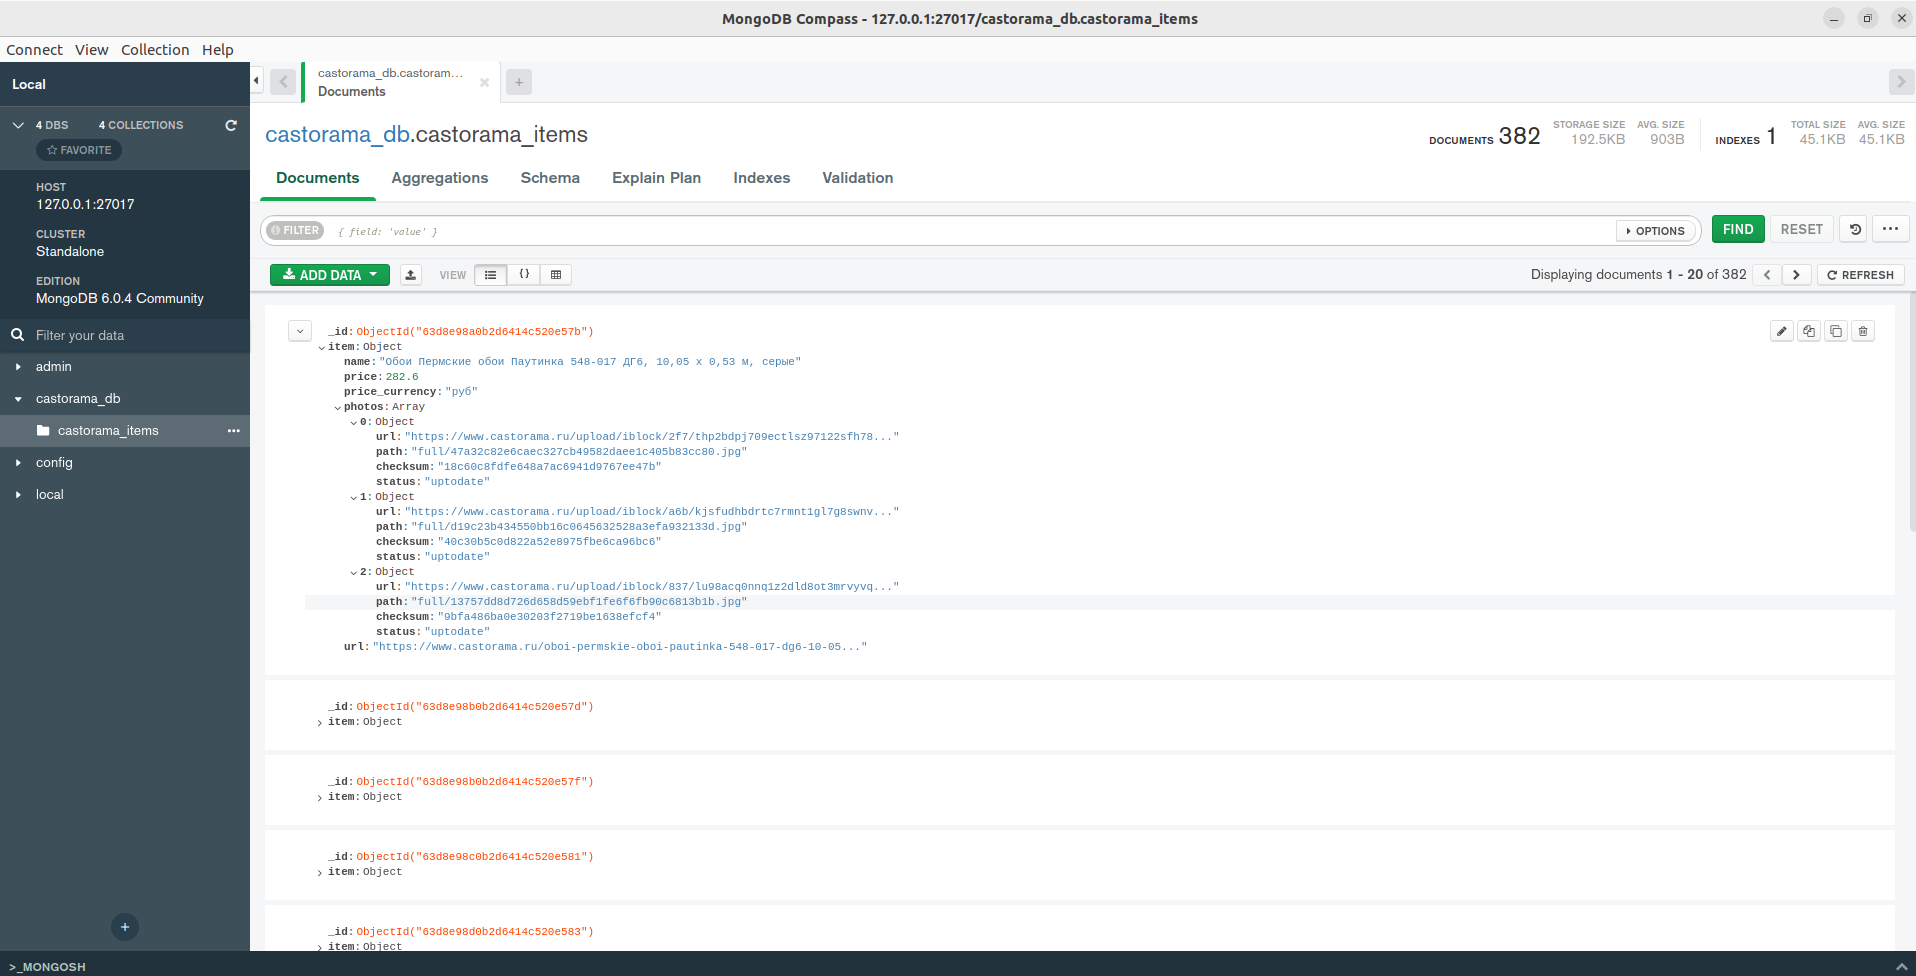 MongoDB Compass - 127.0.0.1:27017/castorama_db.castorama_items
Connect View Collection Help
Local
4 DBS 4 COLLECTIONS
FAVORITE
HOST
127.0.0.1:27017
CLUSTER
Standalone
EDITION
MongoDB 6.0.4 Community
Filter your data
admin
castorama_db
castorama_items
config
local
castorama_db.castoram...
Documents
castorama_db.castorama_items
DOCUMENTS 382
STORAGE SIZE 192.5KB
AVG. SIZE 903B
INDEXES 1
TOTAL SIZE 45.1KB
AVG. SIZE 45.1KB
Documents Aggregations Schema Explain Plan Indexes Validation
FILTER { field: 'value' } OPTIONS FIND RESET
ADD DATA VIEW {} Displaying documents 1 - 20 of 382 REFRESH
_id: ObjectId("63d8e98a0b2d6414c520e57b")
item: Object
name: "Обои Пермские обои Паутинка 548-017 ДГ6, 10,05 х 0,53 м, серые"
price: 282.6
price_currency: "руб"
photos: Array
0: Object
url: "https://www.castorama.ru/upload/iblock/2f7/thp2bdpj709ectlsz97122sfh78..."
path: "full/47a32c82e6caec327cb49582daee1c405b83cc80.jpg"
checksum: "18c60c8fdfe648a7ac6941d9767ee47b"
status: "uptodate"
1: Object
url: "https://www.castorama.ru/upload/iblock/a6b/kjsfudhbdrtc7rmnt1gl7g8swnv..."
path: "full/d19c23b434550bb16c0645632528a3efa932133d.jpg"
checksum: "40c30b5c0d822a52e8975fbe6ca96bc6"
status: "uptodate"
2: Object
url: "https://www.castorama.ru/upload/iblock/837/lu98acq0nnq1z2dld8ot3mrvyvq..."
path: "full/13757dd8d726d658d59ebf1fe6f6fb90c6813b1b.jpg"
checksum: "9bfa486ba0e30203f2719be1638efcf4"
status: "uptodate"
url: "https://www.castorama.ru/oboi-permskie-oboi-pautinka-548-017-dg6-10-05..."
_id: ObjectId("63d8e98b0b2d6414c520e57d")
item: Object
_id: ObjectId("63d8e98b0b2d6414c520e57f")
item: Object
_id: ObjectId("63d8e98c0b2d6414c520e581")
item: Object
_id: ObjectId("63d8e98d0b2d6414c520e583")
item: Object
>_MONGOSH